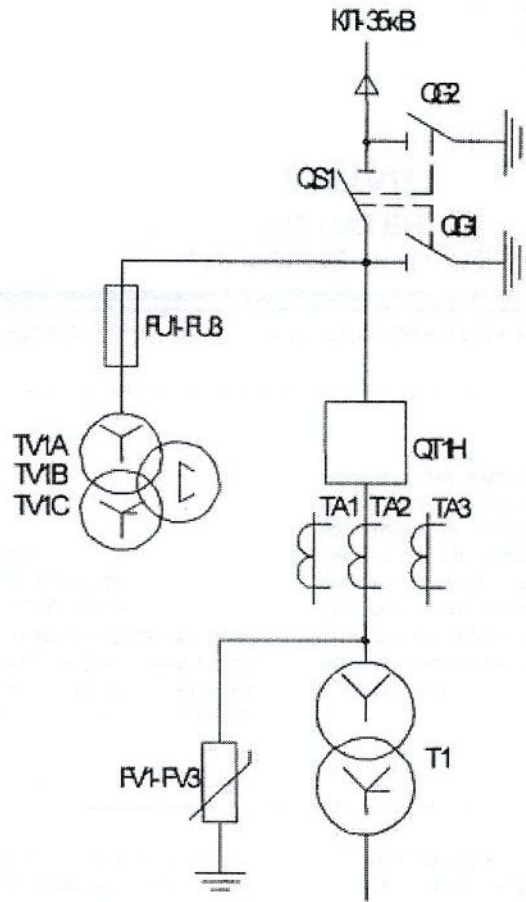 КЛ-35кВ
QG2
QS1
QG1
FU1-FU3
TV1A
TV1B
TV1C
QT1H
TA1 TA2 TA3
FV1-FV3
T1